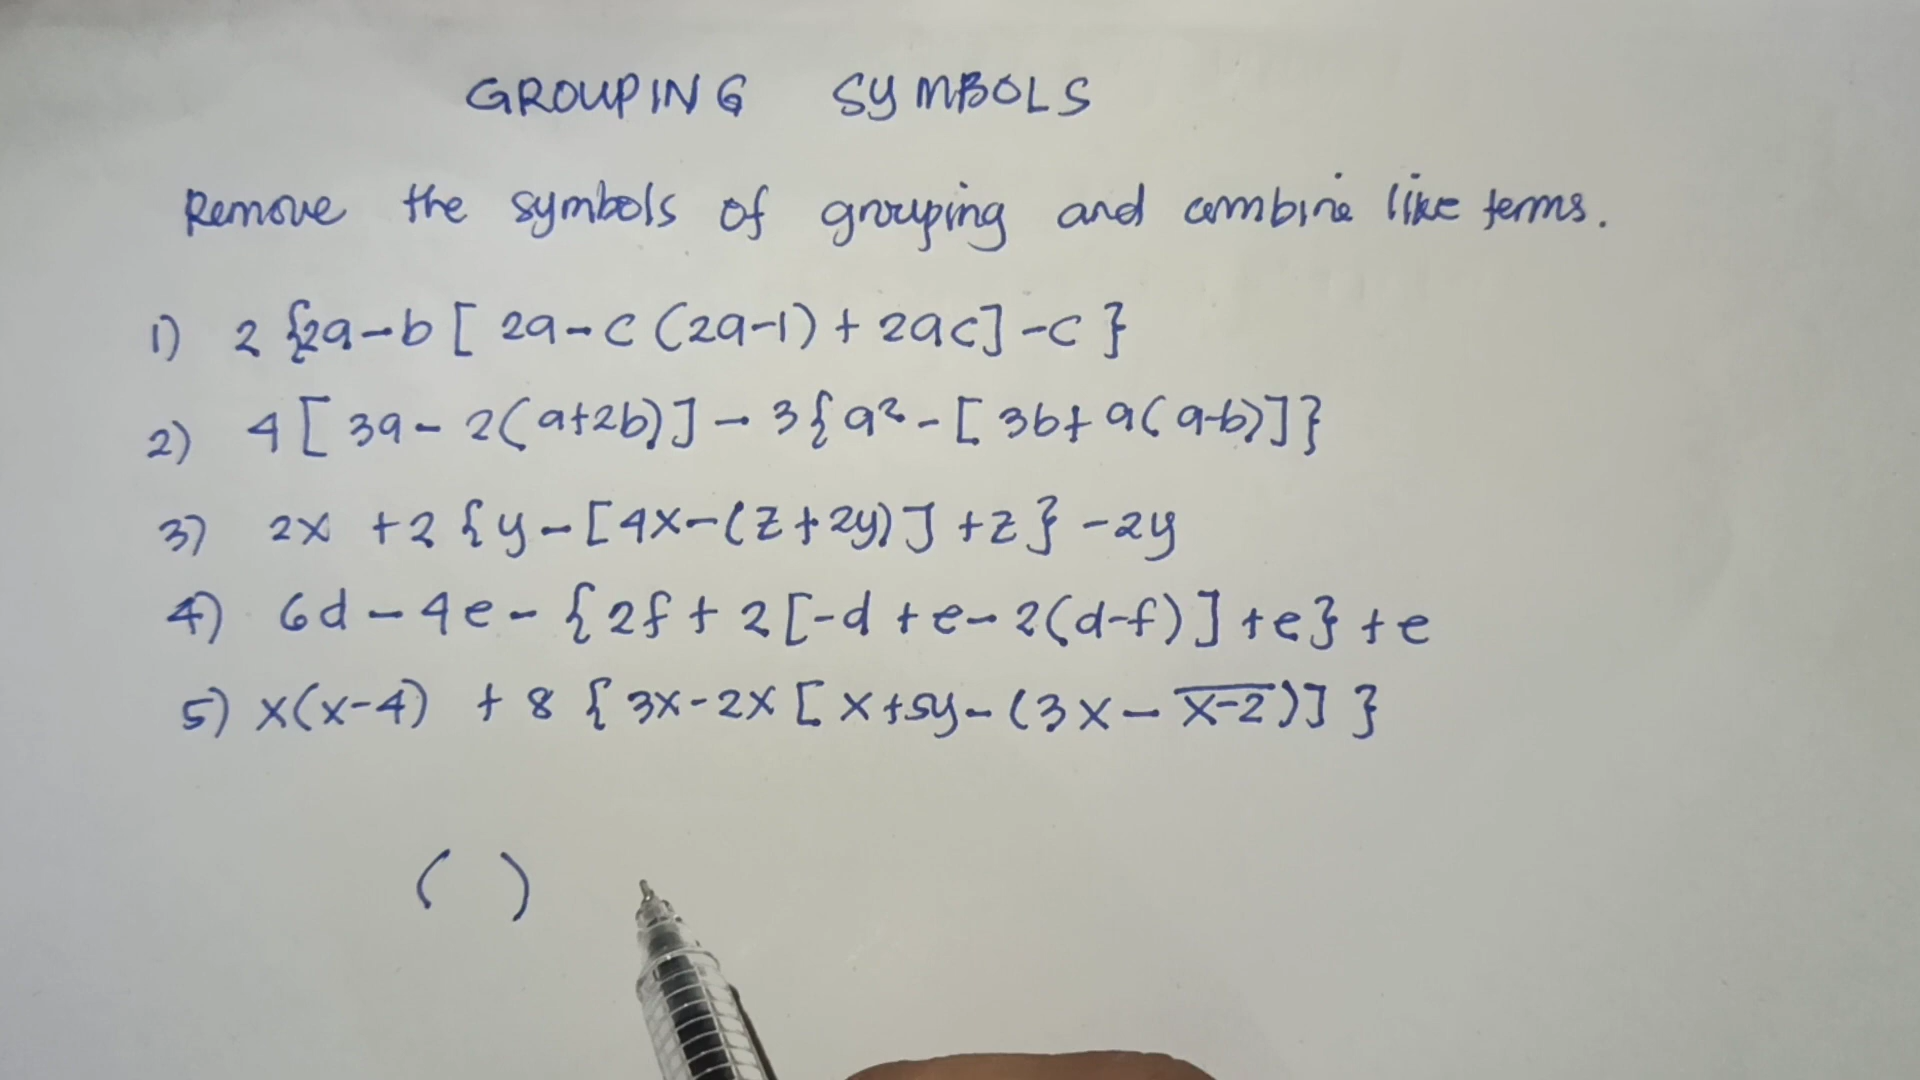 GROUPING SYMBOLS
Remove the symbols of grouping and combine like terms.
1) 2 {2a-b [ 2a-c (2a-1) + 2ac] -c }
2) 4 [ 3a - 2(a+2b)] - 3{ a² - [ 3b+ a(a-b)]}
3) 2x +2 {y-[4x-(z+2y)] +z} -2y
4) 6d - 4e - {2f + 2 [-d +e- 2(d-f)] +e} +e
5) x(x-4) + 8 { 3x-2x [ x+5y-(3x- x̅-̅2̅)] }
( )